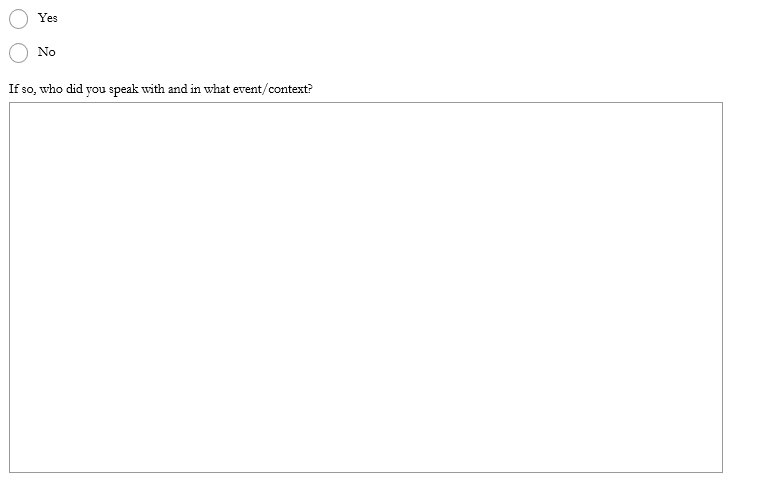 Yes
No
If so, who did you speak with and in what event/context?